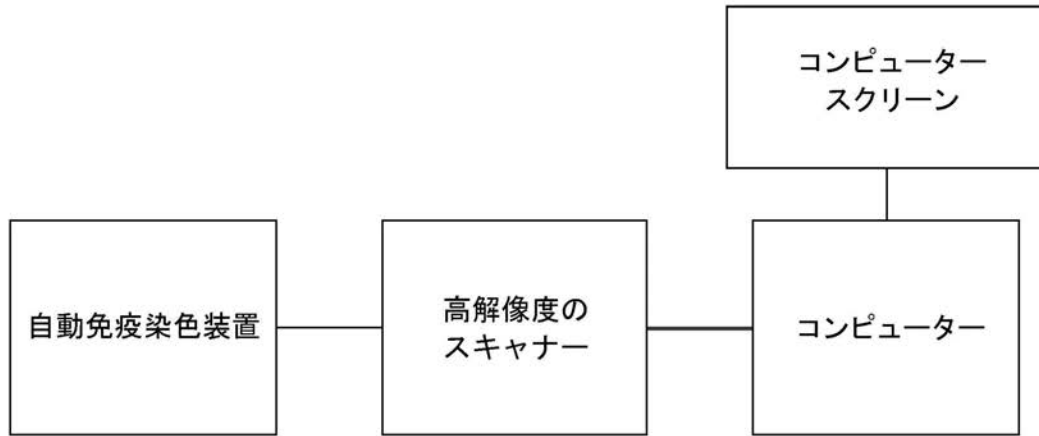 コンピューター
スクリーン
自動免疫染色装置
高解像度の
スキャナー
コンピューター